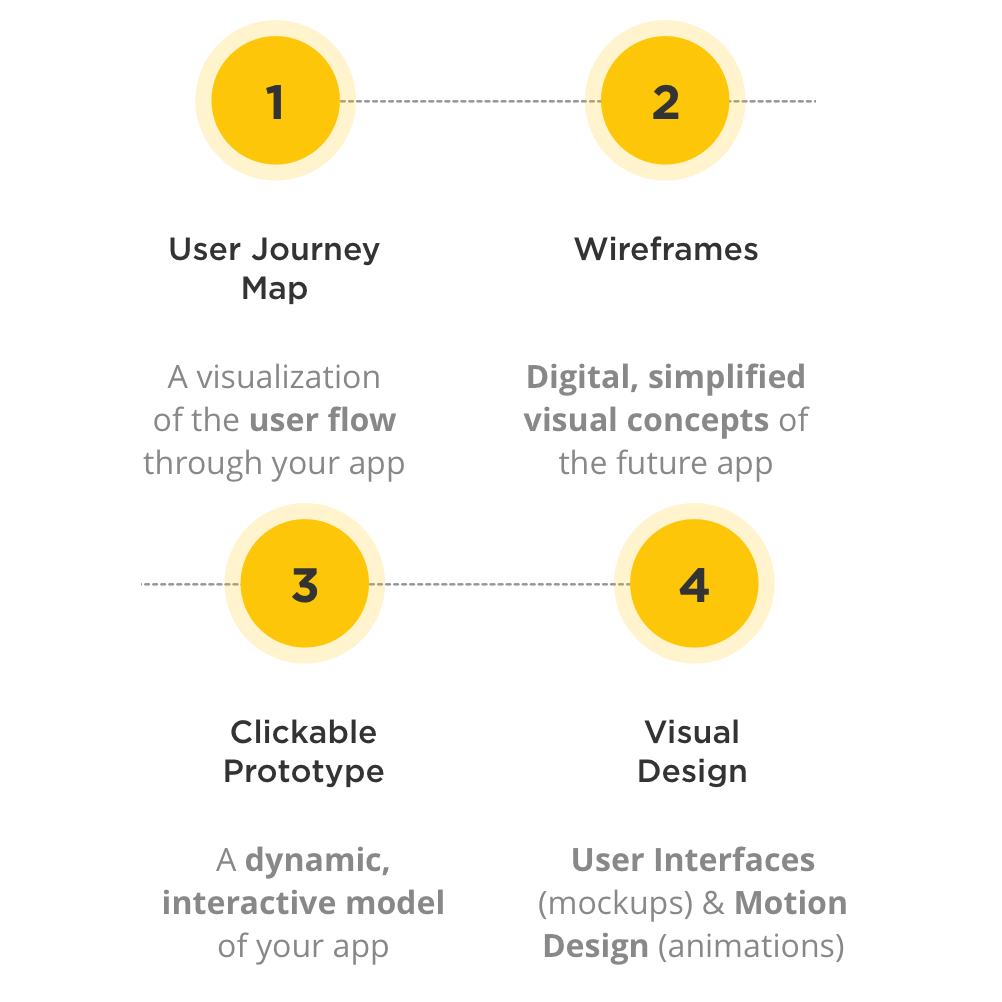 1
2
User Journey
Map
Wireframes
A visualization
of the user flow
through your app
Digital, simplified
visual concepts of
the future app
3
4
Clickable
Prototype
Visual
Design
A dynamic,
interactive model
of your app
User Interfaces
(mockups) & Motion
Design (animations)